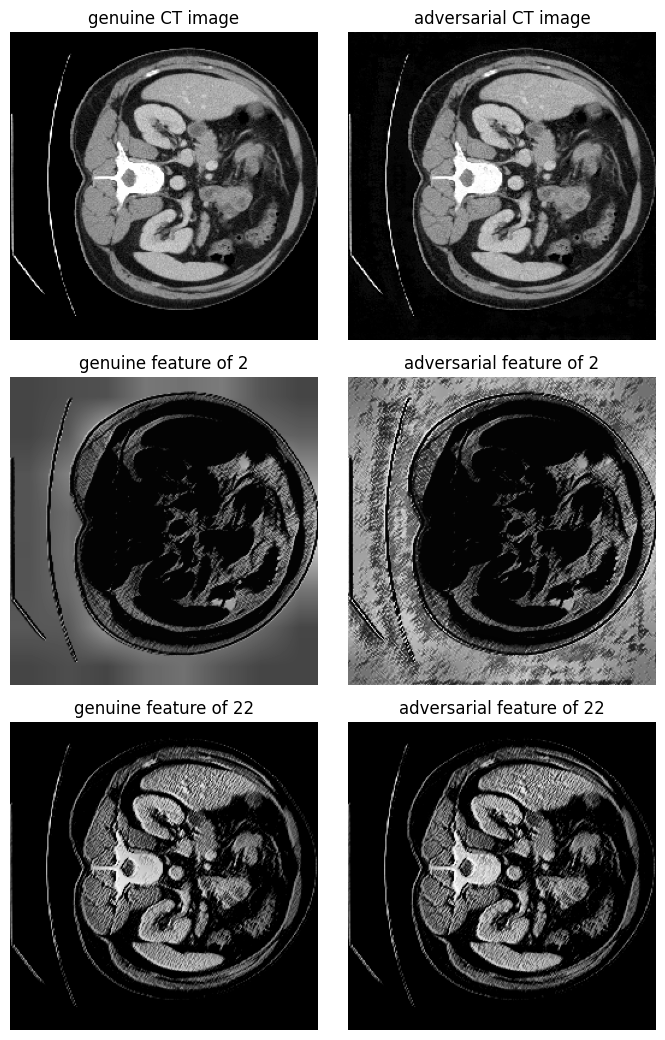 genuine CT image
adversarial CT image
genuine feature of 2
adversarial feature of 2
genuine feature of 22
adversarial feature of 22